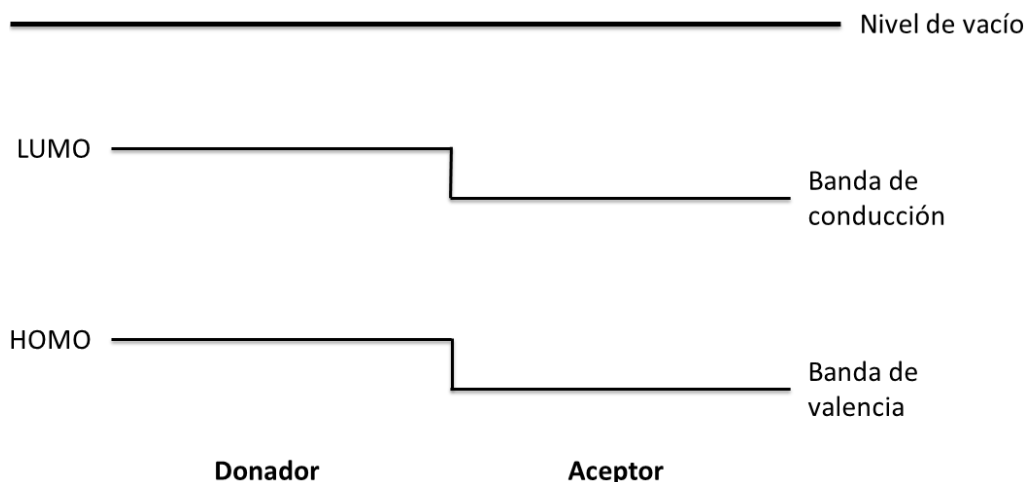 Nivel de vacío
LUMO
Banda de
conducción
HOMO
Banda de
valencia
Donador
Aceptor